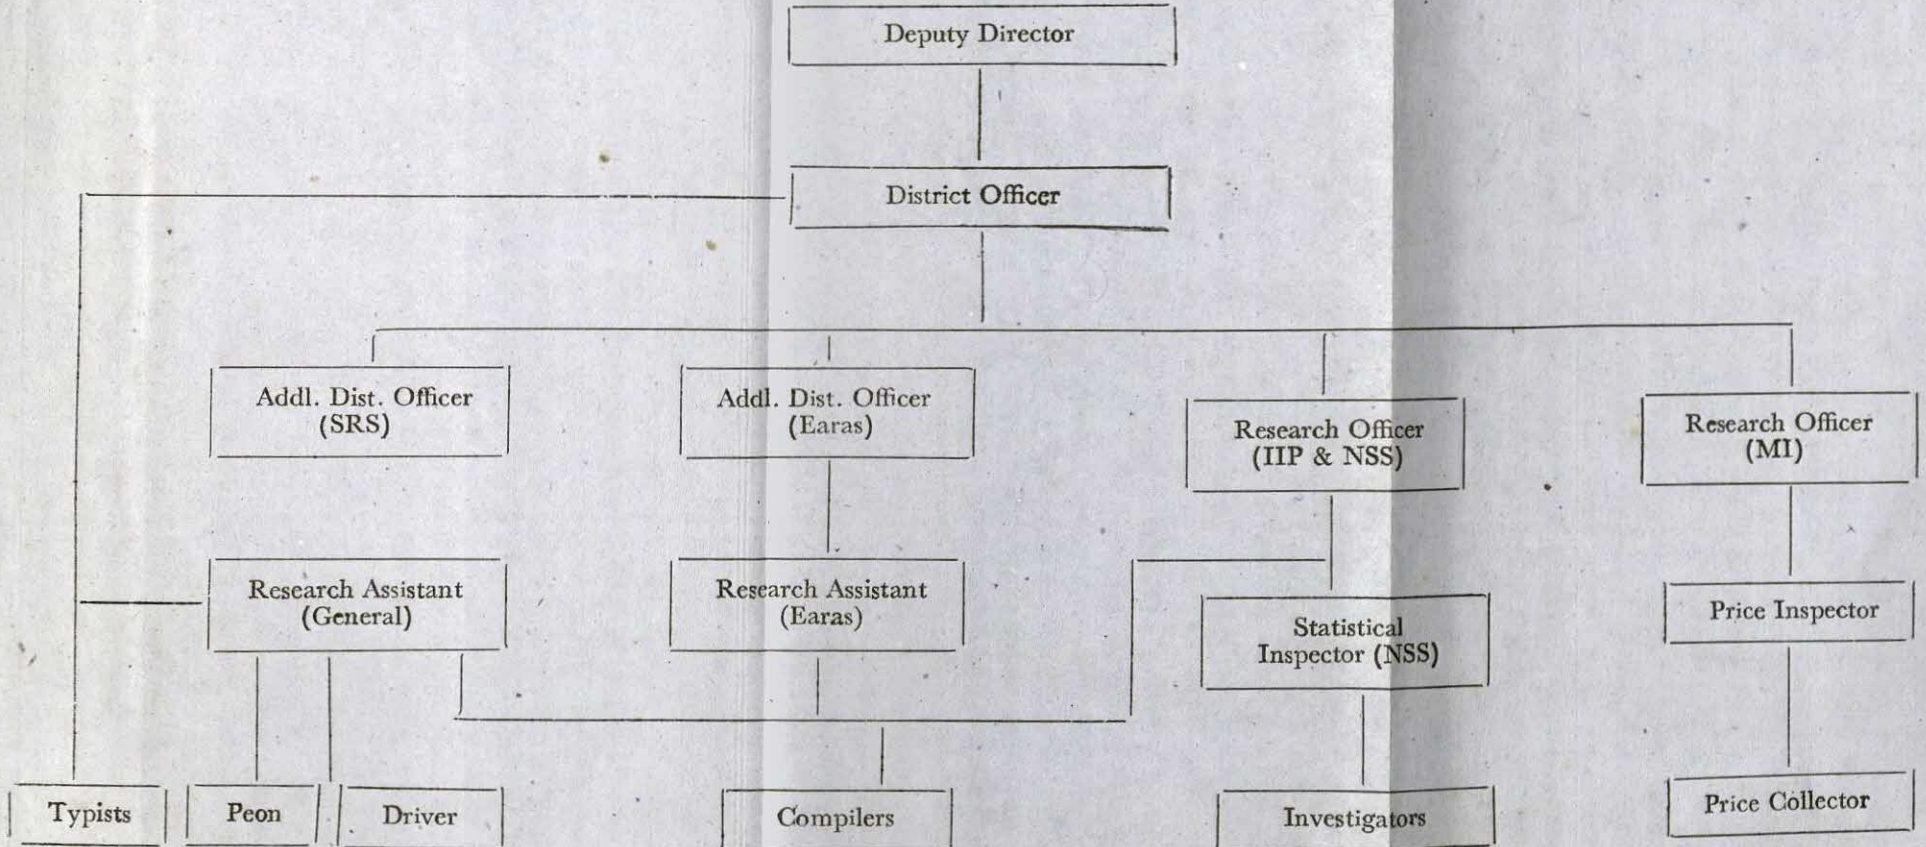 Deputy Director
District Officer
Addl. Dist. Officer
(SRS)
Addl. Dist. Officer
(Earas)
Research Officer
(IIP & NSS)
Research Officer
(MI)
Research Assistant
(General)
Research Assistant
(Earas)
Statistical
Inspector (NSS)
Price Inspector
Typists
Peon
Driver
Compilers
Investigators
Price Collector